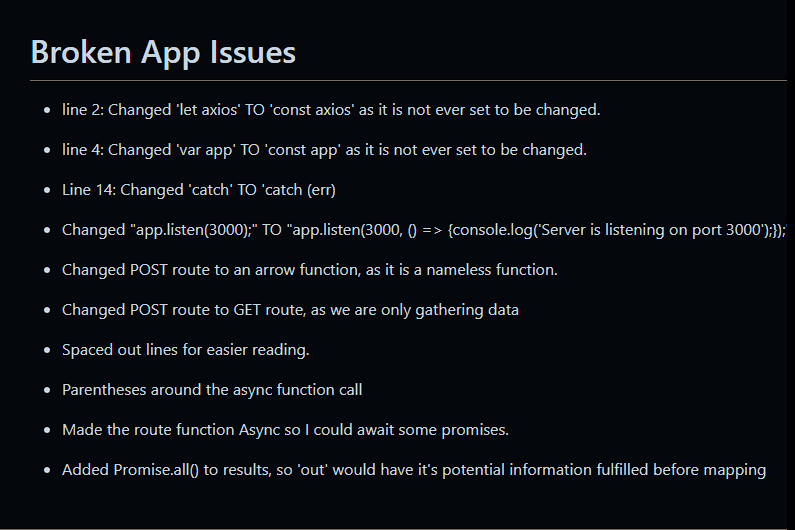 Broken App Issues
line 2: Changed 'let axios' TO 'const axios' as it is not ever set to be changed.
line 4: Changed 'var app' TO 'const app' as it is not ever set to be changed.
Line 14: Changed 'catch' TO 'catch (err)
Changed "app.listen(3000);" TO "app.listen(3000, () => {console.log('Server is listening on port 3000');});"
Changed POST route to an arrow function, as it is a nameless function.
Changed POST route to GET route, as we are only gathering data
Spaced out lines for easier reading.
Parentheses around the async function call
Made the route function Async so I could await some promises.
Added Promise.all() to results, so 'out' would have it's potential information fulfilled before mapping